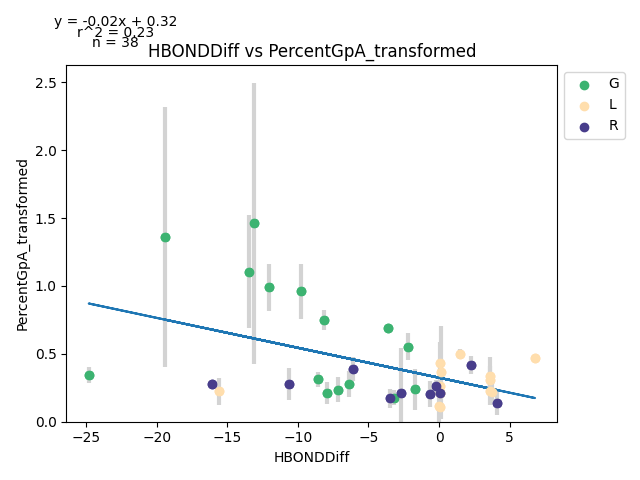 y = -0.02x + 0.32
r^2 = 0.23
n = 38
HBONDDiff vs PercentGpA_transformed
G
L
R
2.5
2.0
1.5
1.0
0.5
0.0
PercentGpA_transformed
−25
−20
−15
−10
−5
0
5
HBONDDiff